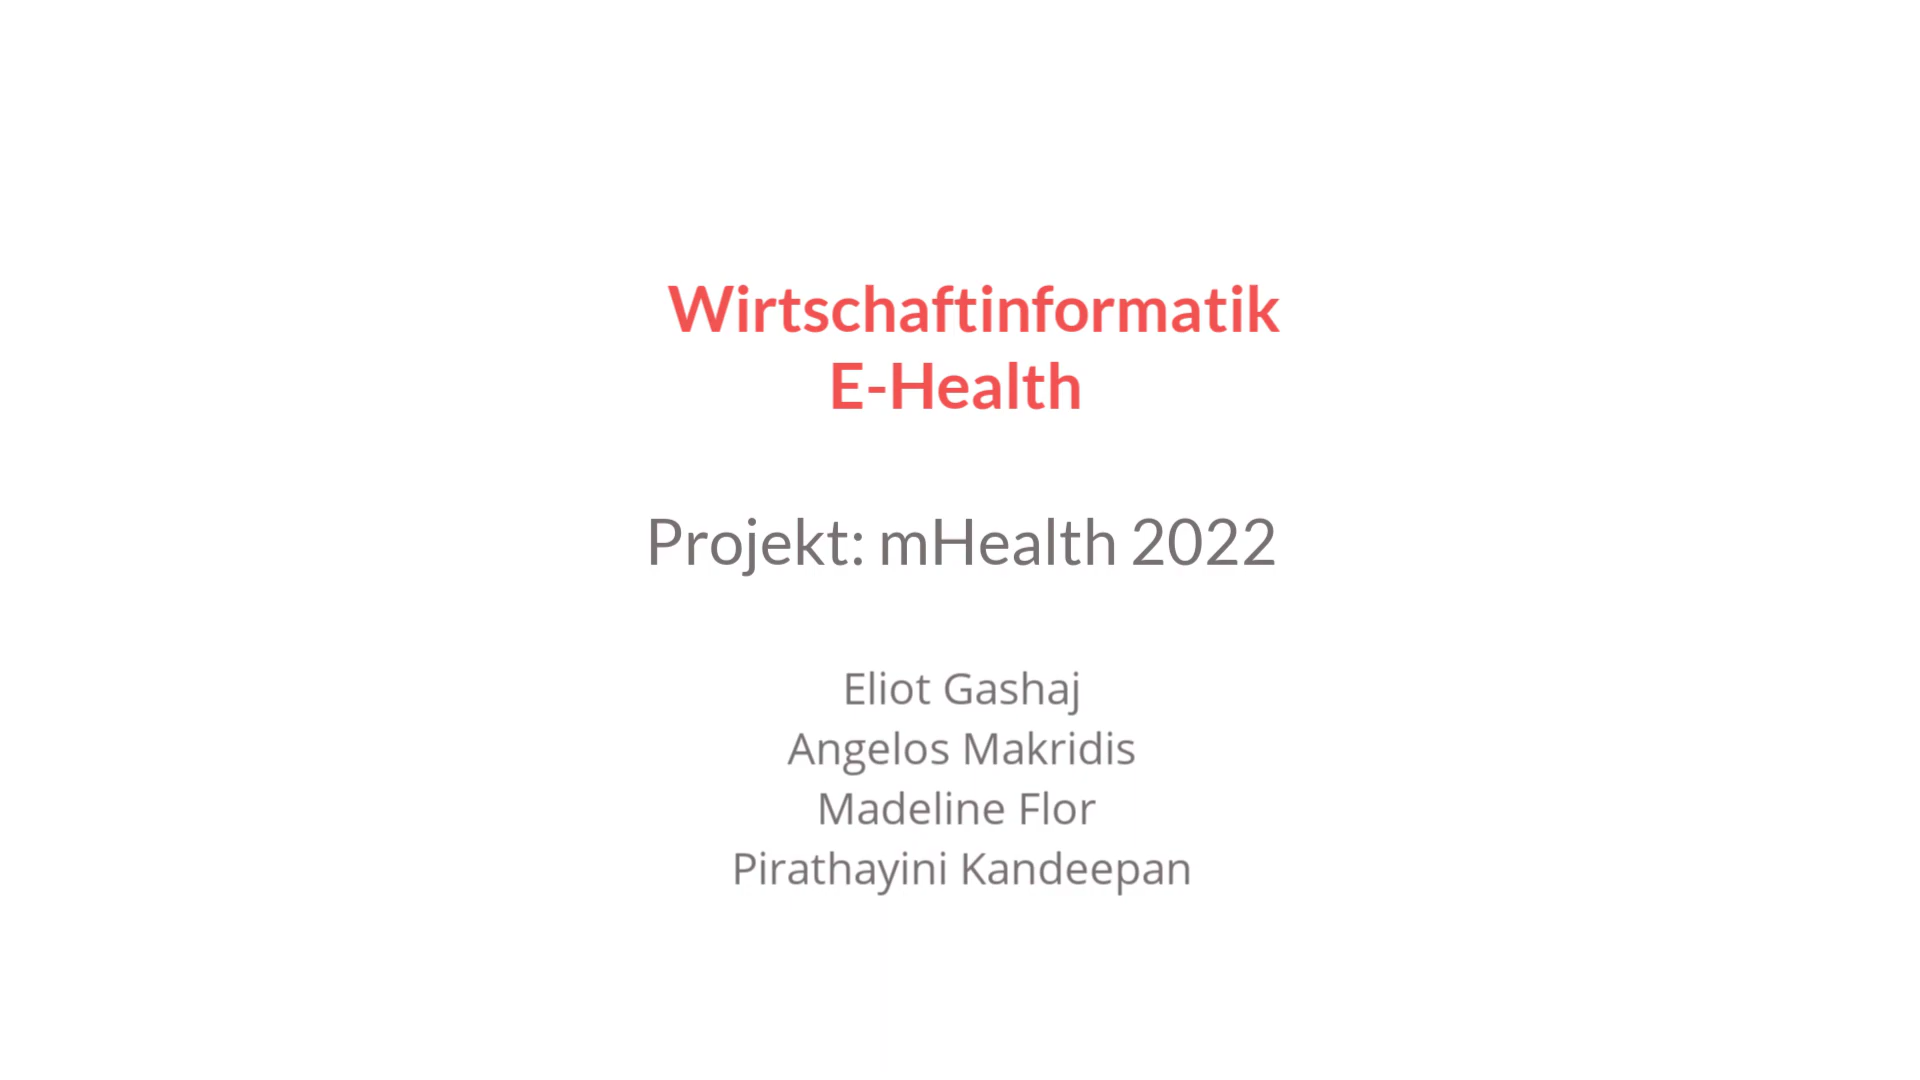 Wirtschaftinformatik
E-Health
Projekt: mHealth 2022
Eliot Gashaj
Angelos Makridis
Madeline Flor
Pirathayini Kandeepan